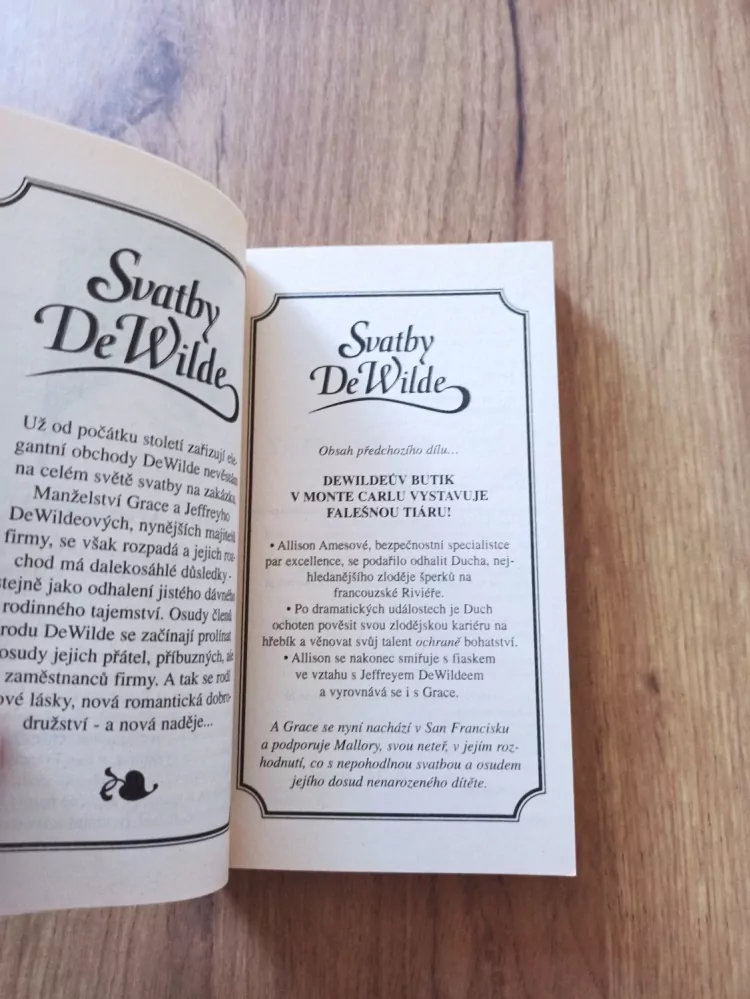 Svatby
DeWilde
Už od počátku století zařizují ele-
gantní obchody DeWilde nevěstám
na celém světě svatby na zakázku.
Manželství Grace a Jeffreyho
DeWildeových, nynějších majitelů
firmy, se však rozpadá a jejich roz-
chod má dalekosáhlé důsledky -
stejně jako odhalení jistého dávného
rodinného tajemství. Osudy členů
rodu DeWilde se začínají prolínat
osudy jejich přátel, příbuzných, ale
zaměstnanců firmy. A tak se rodí
nové lásky, nová romantická dobro-
družství - a nová naděje...
Svatby
DeWilde
Obsah předchozího dílu...
DEWILDEŮV BUTIK
V MONTE CARLU VYSTAVUJE
FALEŠNOU TIÁRU!
• Allison Amesové, bezpečnostní specialistce
par excellence, se podařilo odhalit Ducha, nej-
hledanějšího zloděje šperků na
francouzské Riviéře.
• Po dramatických událostech je Duch
ochoten pověsit svou zlodějskou kariéru na
hřebík a věnovat svůj talent ochraně bohatství.
• Allison se nakonec smiřuje s fiaskem
ve vztahu s Jeffreyem DeWildeem
a vyrovnává se i s Grace.
A Grace se nyní nachází v San Francisku
a podporuje Mallory, svou neteř, v jejím roz-
hodnutí, co s nepohodlnou svatbou a osudem
jejího dosud nenarozeného dítěte.